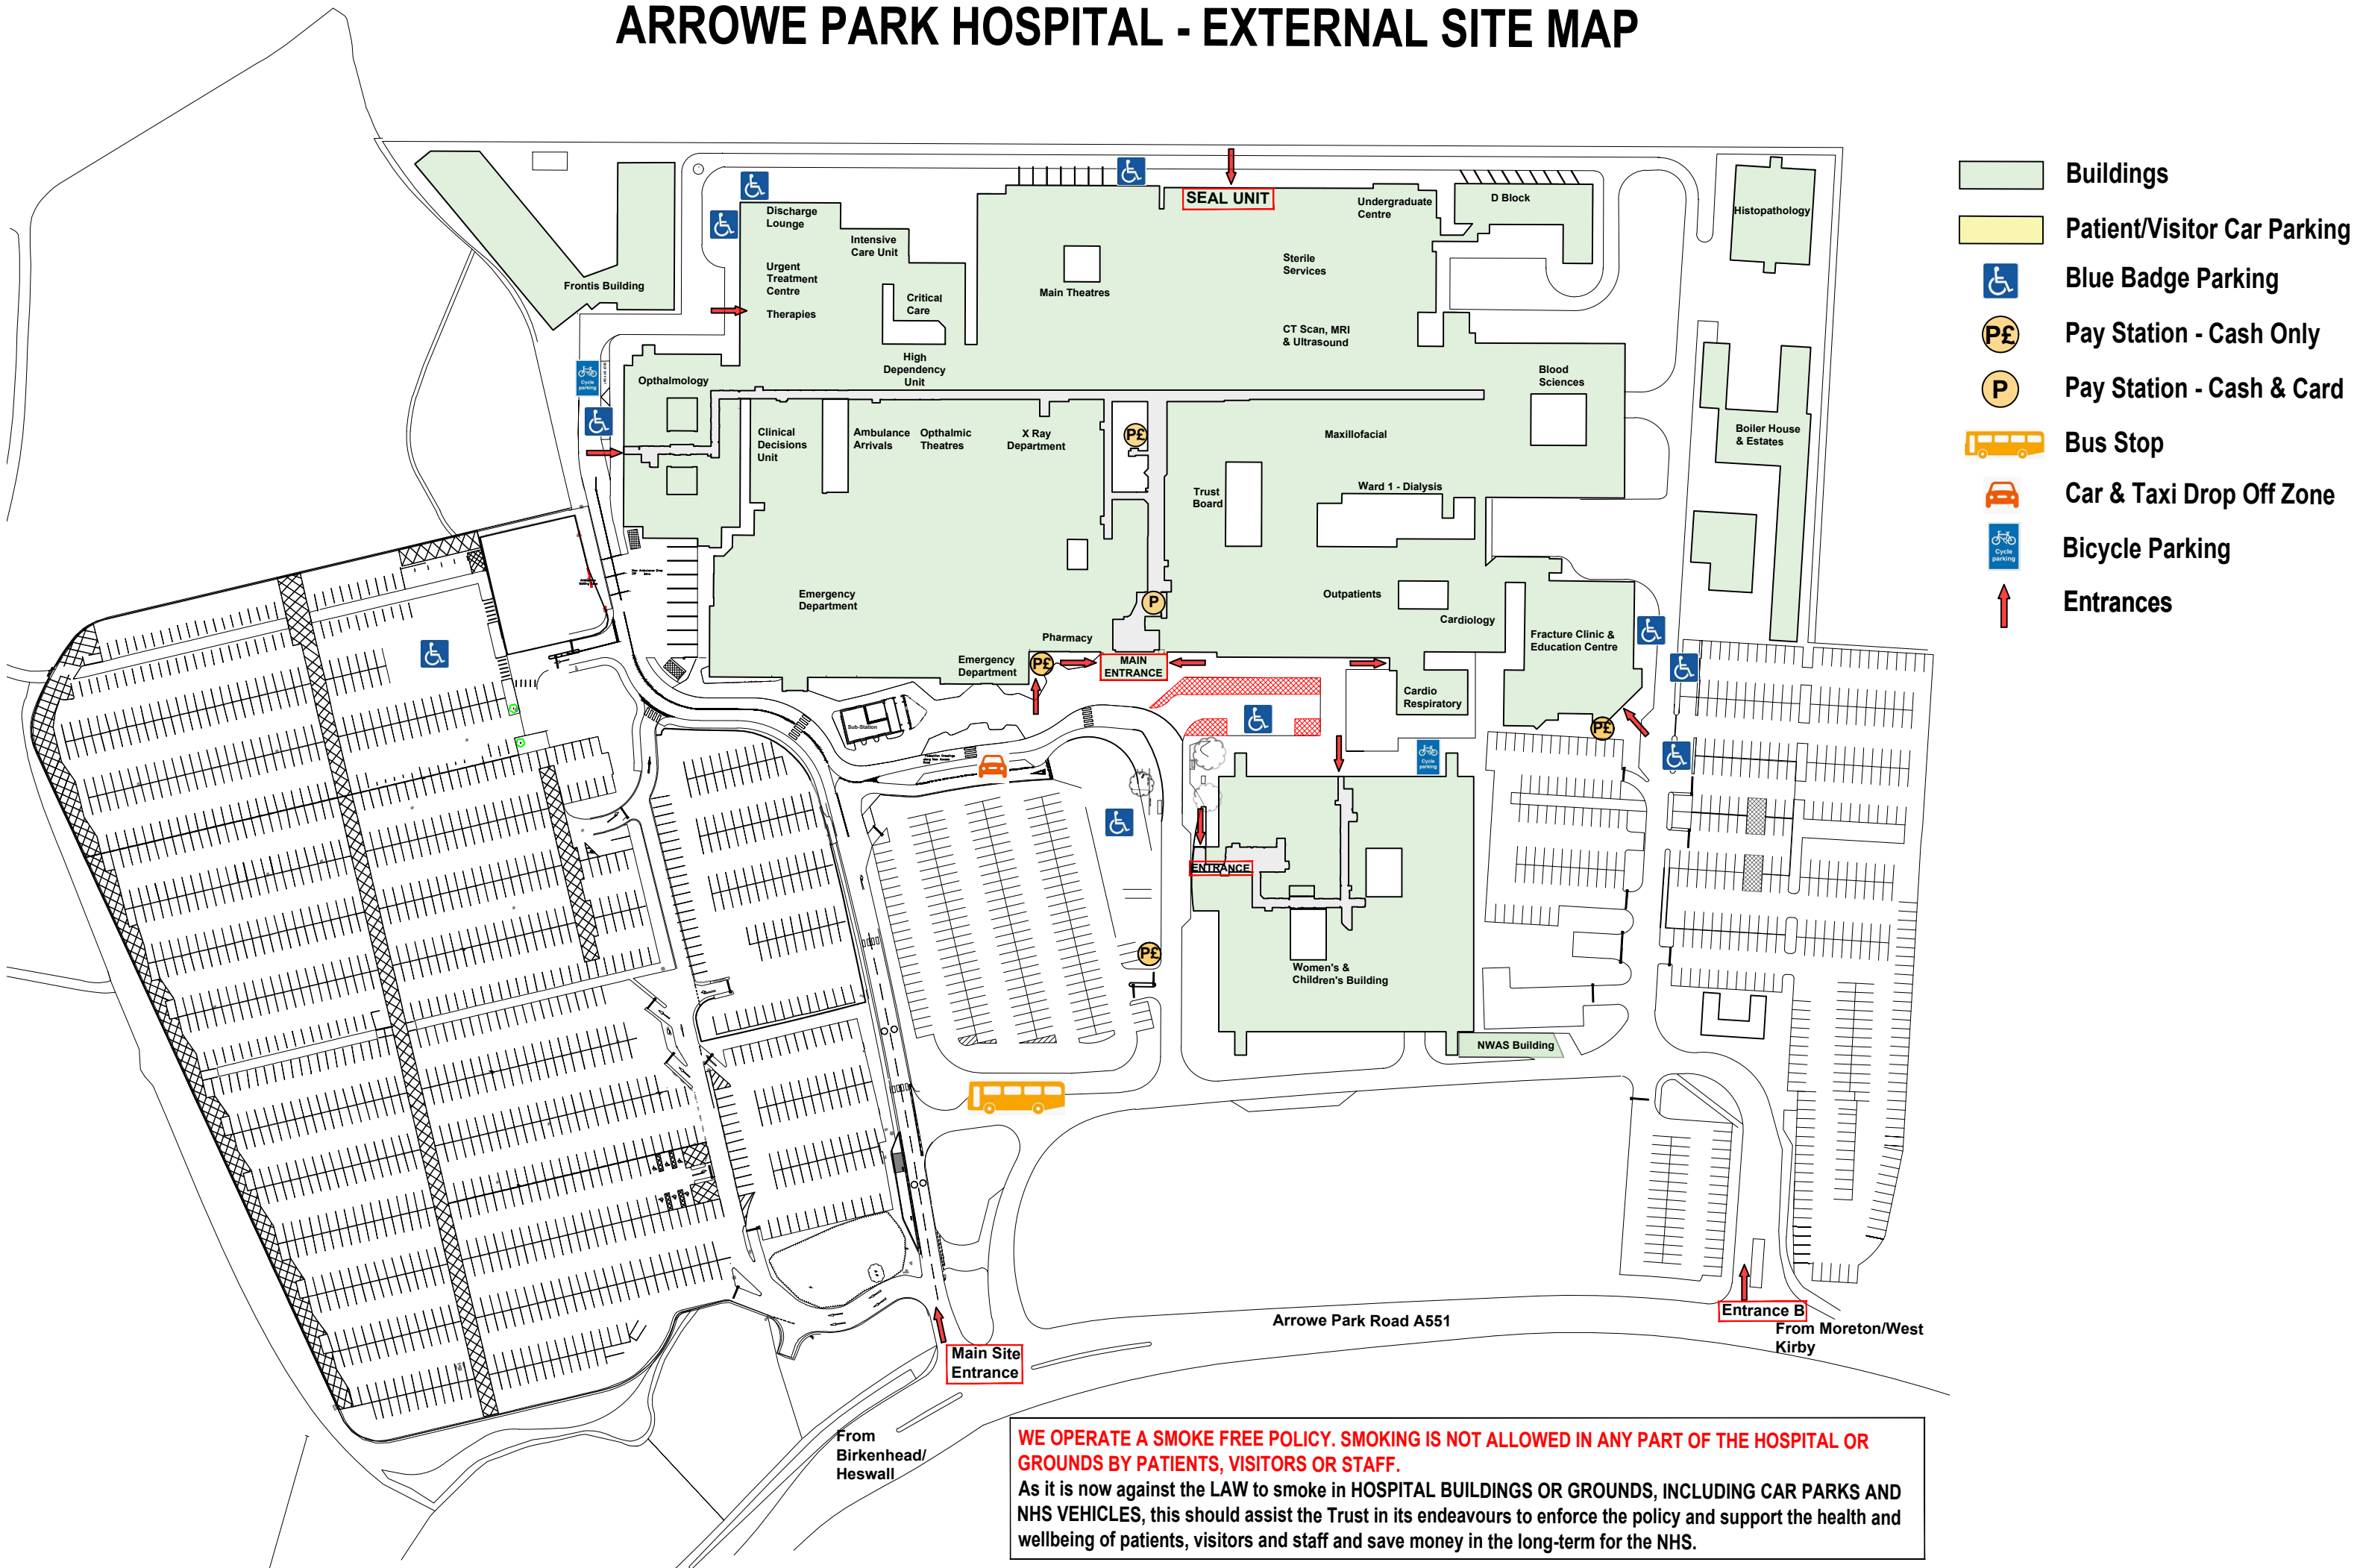 ARROWE PARK HOSPITAL - EXTERNAL SITE MAP
Buildings
Patient/Visitor Car Parking
Blue Badge Parking
P£
Pay Station - Cash Only
P
Pay Station - Cash & Card
Bus Stop
Car & Taxi Drop Off Zone
Cycle
parking
Bicycle Parking
Entrances
SEAL UNIT
Discharge
Lounge
Intensive
Care Unit
Urgent
Treatment
Centre
Therapies
Critical
Care
High
Dependency
Unit
Main Theatres
Undergraduate
Centre
Sterile
Services
CT Scan, MRI
& Ultrasound
D Block
Histopathology
Frontis Building
Cycle
parking
Opthalmology
Blood
Sciences
Boiler House
& Estates
Clinical
Decisions
Unit
Ambulance
Arrivals
Opthalmic
Theatres
X Ray
Department
P£
Maxillofacial
Trust
Board
Ward 1 - Dialysis
Emergency
Department
P
Outpatients
Cardiology
Fracture Clinic &
Education Centre
Pharmacy
Emergency
Department
P£
MAIN
ENTRANCE
Cardio
Respiratory
P£
Sub-Station
Cycle
parking
ENTRANCE
P£
Women's &
Children's Building
NWAS Building
Entrance B
From Moreton/West
Kirby
Arrowe Park Road A551
Main Site
Entrance
From
Birkenhead/
Heswall
WE OPERATE A SMOKE FREE POLICY. SMOKING IS NOT ALLOWED IN ANY PART OF THE HOSPITAL OR
GROUNDS BY PATIENTS, VISITORS OR STAFF.
As it is now against the LAW to smoke in HOSPITAL BUILDINGS OR GROUNDS, INCLUDING CAR PARKS AND
NHS VEHICLES, this should assist the Trust in its endeavours to enforce the policy and support the health and
wellbeing of patients, visitors and staff and save money in the long-term for the NHS.